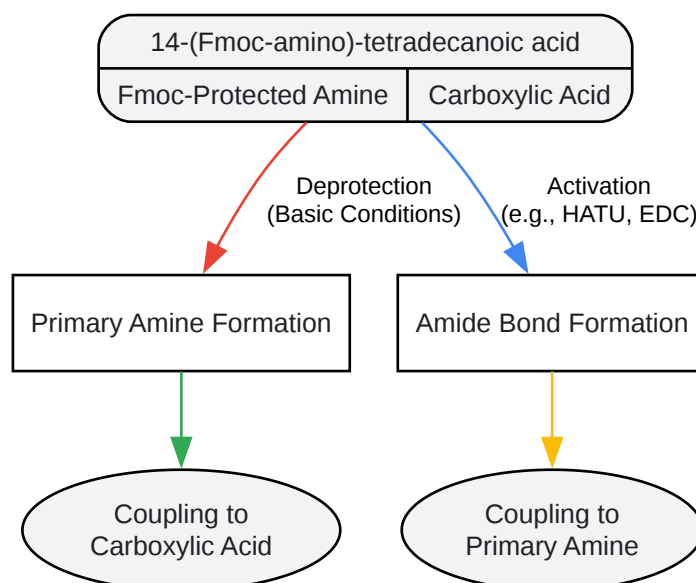 14-(Fmoc-amino)-tetradecanoic acid
Fmoc-Protected Amine
Carboxylic Acid
Deprotection
(Basic Conditions)
Activation
(e.g., HATU, EDC)
Primary Amine Formation
Amide Bond Formation
Coupling to
Carboxylic Acid
Coupling to
Primary Amine